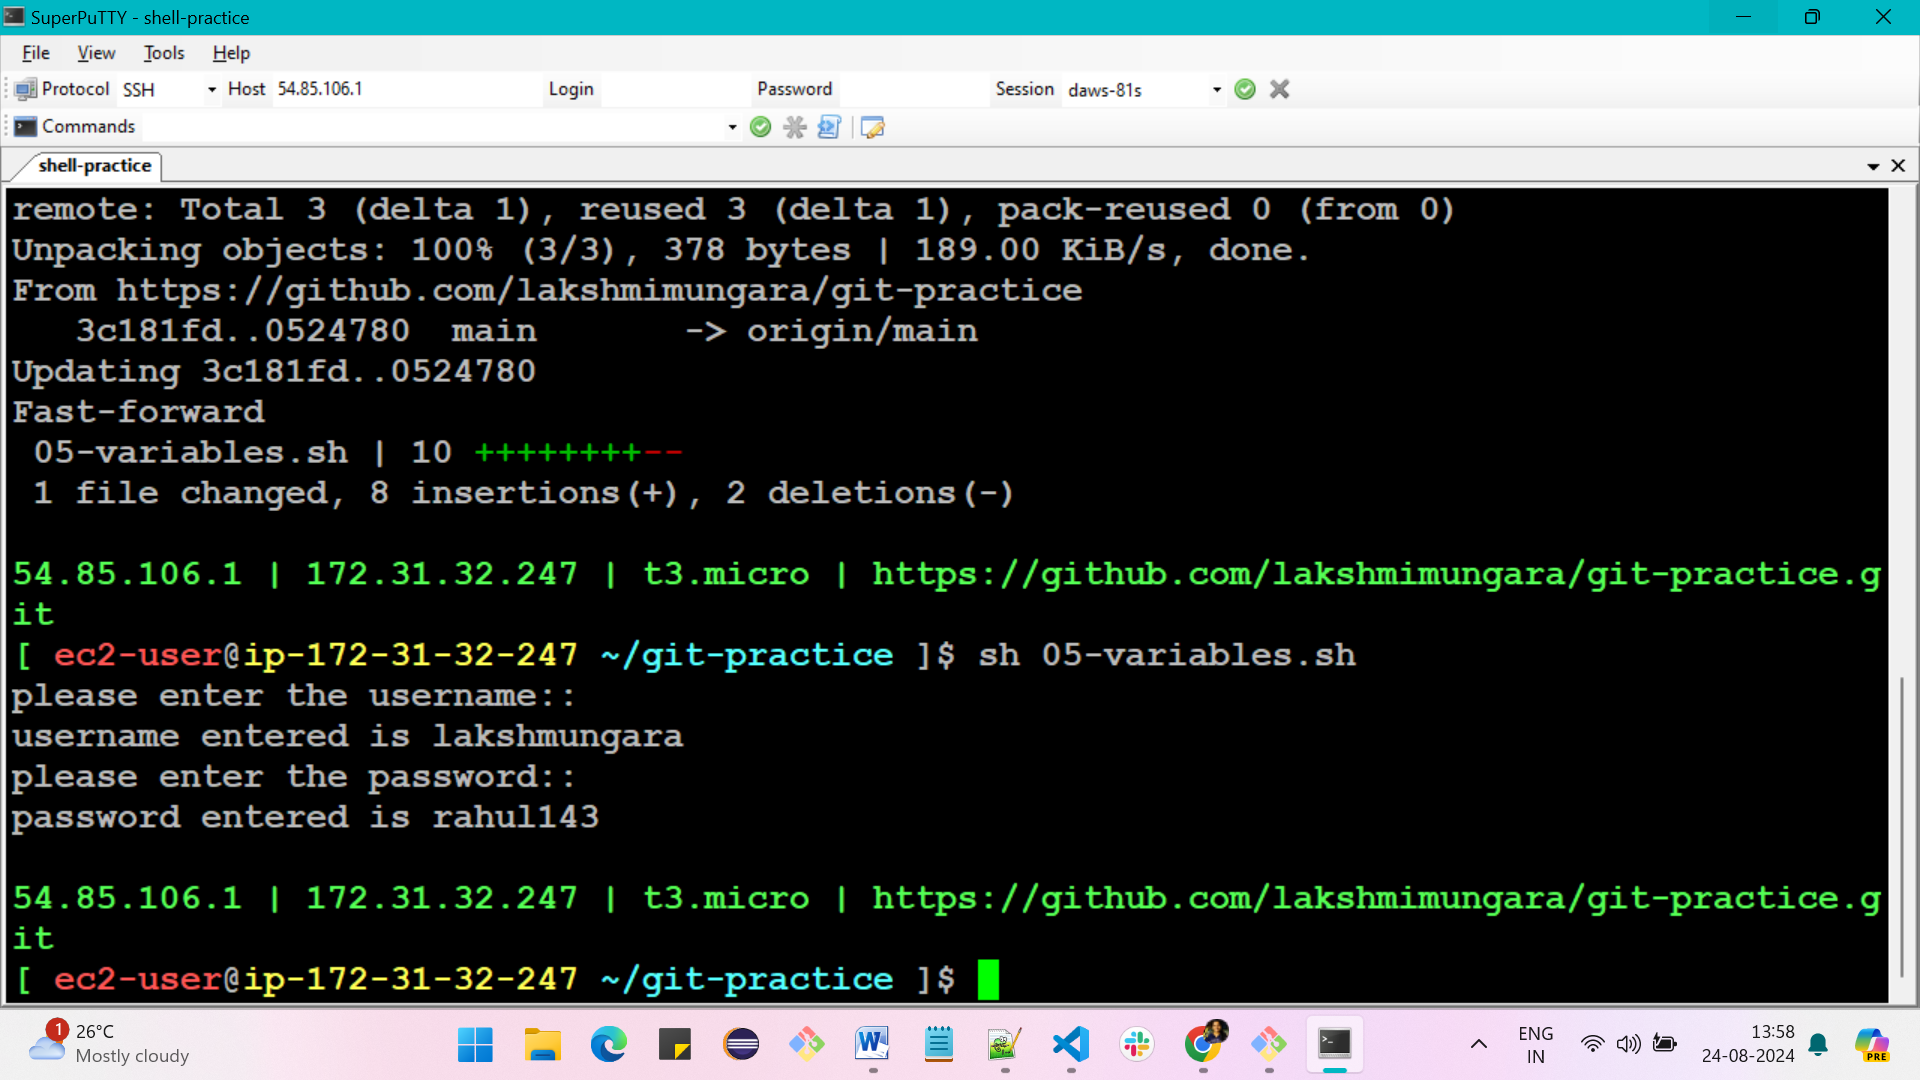 SuperPuTTY - shell-practice
File View Tools Help
Protocol SSH Host 54.85.106.1 Login Password Session daws-81s
Commands
shell-practice
remote: Total 3 (delta 1), reused 3 (delta 1), pack-reused 0 (from 0)
Unpacking objects: 100% (3/3), 378 bytes | 189.00 KiB/s, done.
From https://github.com/lakshmimungara/git-practice
3c181fd..0524780 main -> origin/main
Updating 3c181fd..0524780
Fast-forward
05-variables.sh | 10 ++++++++--
1 file changed, 8 insertions(+), 2 deletions(-)
54.85.106.1 | 172.31.32.247 | t3.micro | https://github.com/lakshmimungara/git-practice.g
it
[ ec2-user@ip-172-31-32-247 ~/git-practice ]$ sh 05-variables.sh
please enter the username::
username entered is lakshmungara
please enter the password::
password entered is rahul143
54.85.106.1 | 172.31.32.247 | t3.micro | https://github.com/lakshmimungara/git-practice.g
it
[ ec2-user@ip-172-31-32-247 ~/git-practice ]$
1 26°C
Mostly cloudy
ENG
IN
13:58
24-08-2024
PRE